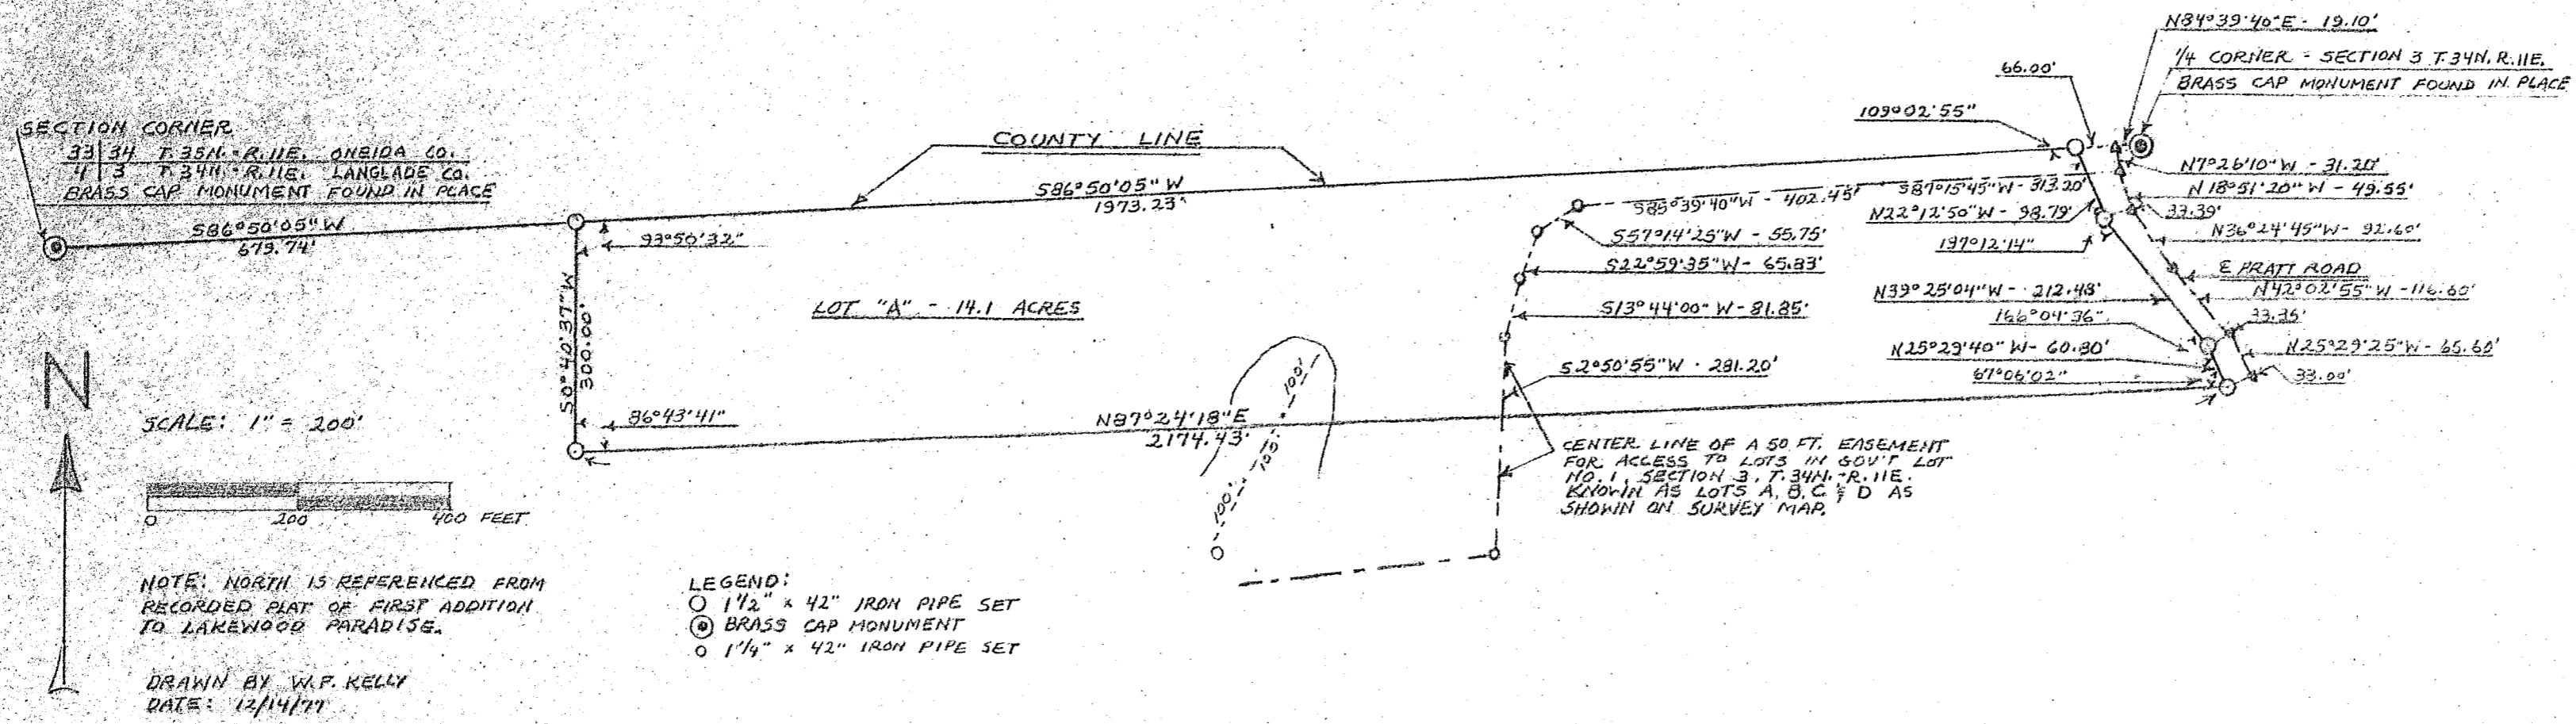 N84°39'40"E - 19.10'
1/4 CORNER - SECTION 3 T.34N. R.11E.
BRASS CAP MONUMENT FOUND IN PLACE
66.00'
109°02'55"
SECTION CORNER
33|34 T.35N.-R.11E. ONEIDA CO.
4|3 T.34N.-R.11E. LANGLADE CO.
BRASS CAP MONUMENT FOUND IN PLACE
COUNTY LINE
S86°50'05"W
679.74'
S86°50'05"W
1973.23'
93°50'32"
S0°40'37"W
300.00'
LOT "A" - 14.1 ACRES
86°43'41"
N87°24'18"E
2174.43'
S87°15'45"W - 313.20'
S85°39'40"W - 402.45'
S57°14'25"W - 55.75'
S22°59'35"W - 65.83'
S13°44'00"W - 81.85'
S2°50'55"W - 281.20'
N7°26'10"W - 31.20'
N18°51'20"W - 49.55'
N22°12'50"W - 98.79'
33.39'
197°12'14"
N36°24'45"W - 92.60'
℄ PRATT ROAD
N39°25'04"W - 212.48'
N42°02'55"W - 116.60'
166°04'36"
33.35'
N25°29'40"W - 60.80'
N25°29'25"W - 65.60'
67°06'02"
33.00'
100'
100'
100'
CENTER LINE OF A 50 FT. EASEMENT
FOR ACCESS TO LOTS IN GOV'T LOT
NO. 1, SECTION 3, T.34N.-R.11E.
KNOWN AS LOTS A, B, C & D AS
SHOWN ON SURVEY MAP.
N
SCALE: 1" = 200'
0 200 400 FEET
NOTE: NORTH IS REFERENCED FROM
RECORDED PLAT OF FIRST ADDITION
TO LAKEWOOD PARADISE.
DRAWN BY W.F. KELLY
DATE: 12/14/77
LEGEND:
1 1/2" x 42" IRON PIPE SET
BRASS CAP MONUMENT
1 1/4" x 42" IRON PIPE SET